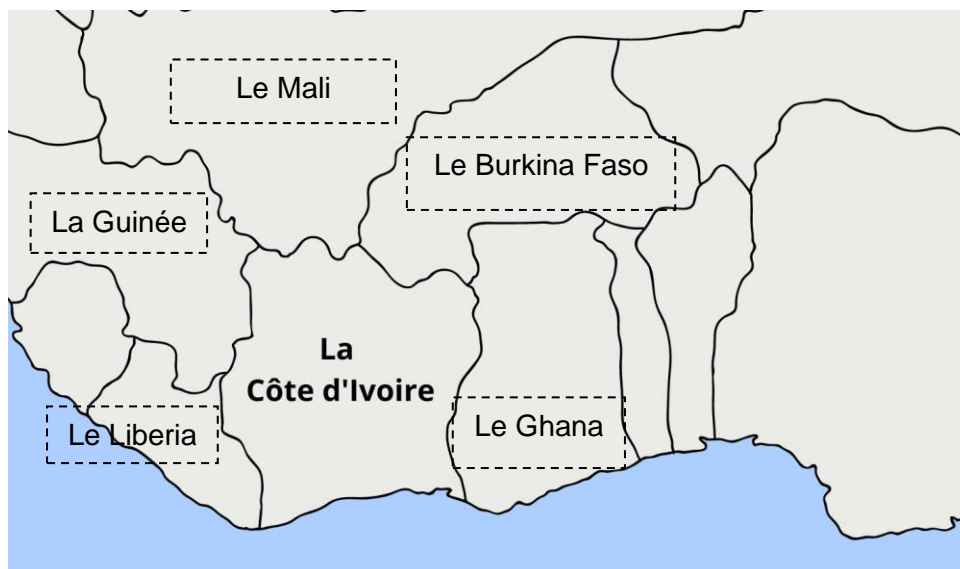 Le Mali
Le Burkina Faso
La Guinée
La
Côte d'Ivoire
Le Liberia
Le Ghana